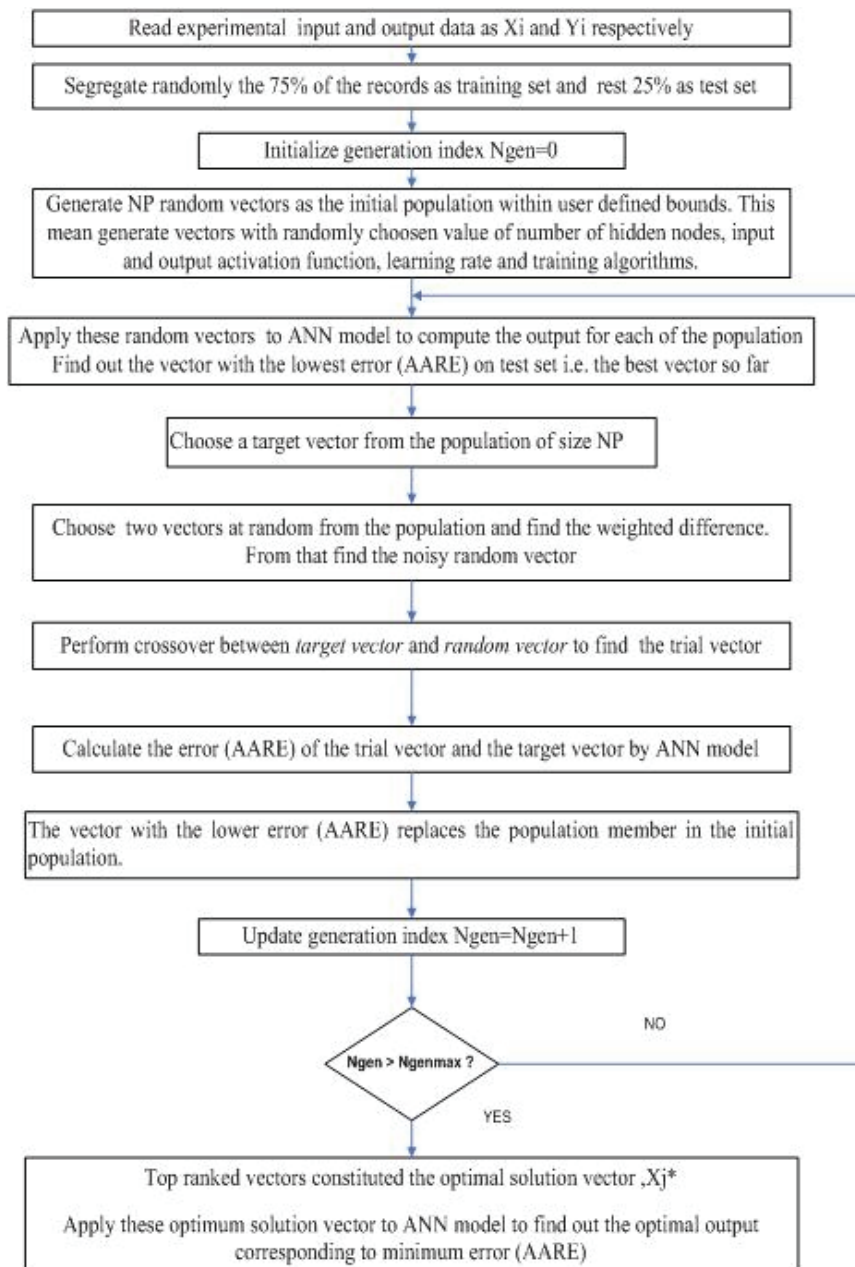 Read experimental input and output data as Xi and Yi respectively
Segregate randomly the 75% of the records as training set and rest 25% as test set
Initialize generation index Ngen=0
Generate NP random vectors as the initial population within user defined bounds. This
mean generate vectors with randomly choosen value of number of hidden nodes, input
and output activation function, learning rate and training algorithms.
Apply these random vectors to ANN model to compute the output for each of the population
Find out the vector with the lowest error (AARE) on test set i.e. the best vector so far
Choose a target vector from the population of size NP
Choose two vectors at random from the population and find the weighted difference.
From that find the noisy random vector
Perform crossover between target vector and random vector to find the trial vector
Calculate the error (AARE) of the trial vector and the target vector by ANN model
The vector with the lower error (AARE) replaces the population member in the initial
population.
Update generation index Ngen=Ngen+1
NO
Ngen > Ngenmax ?
YES
Top ranked vectors constituted the optimal solution vector ,Xj*
Apply these optimum solution vector to ANN model to find out the optimal output
corresponding to minimum error (AARE)